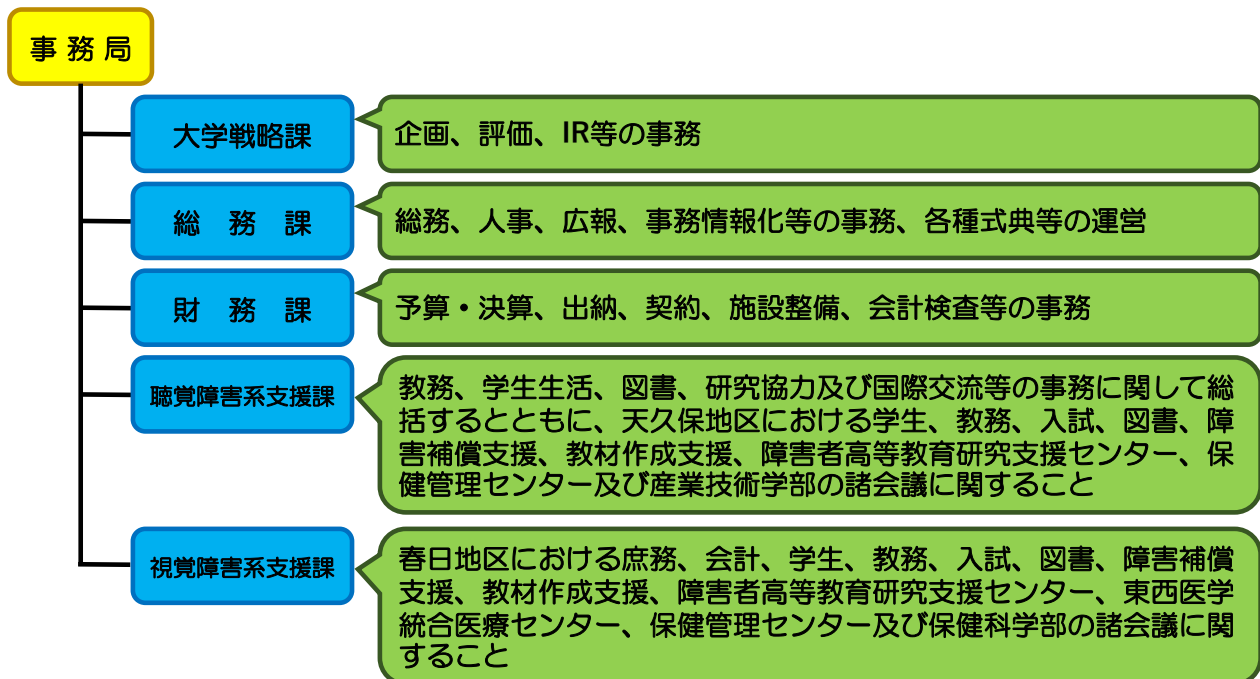 事務局
大学戦略課
企画、評価、IR等の事務
総務課
総務、人事、広報、事務情報化等の事務、各種式典等の運営
財務課
予算・決算、出納、契約、施設整備、会計検査等の事務
聴覚障害系支援課
教務、学生生活、図書、研究協力及び国際交流等の事務に関して総
括するとともに、天久保地区における学生、教務、入試、図書、障
害補償支援、教材作成支援、障害者高等教育研究支援センター、保
健管理センター及び産業技術学部の諸会議に関すること
視覚障害系支援課
春日地区における庶務、会計、学生、教務、入試、図書、障害補償
支援、教材作成支援、障害者高等教育研究支援センター、東西医学
統合医療センター、保健管理センター及び保健科学部の諸会議に関
すること